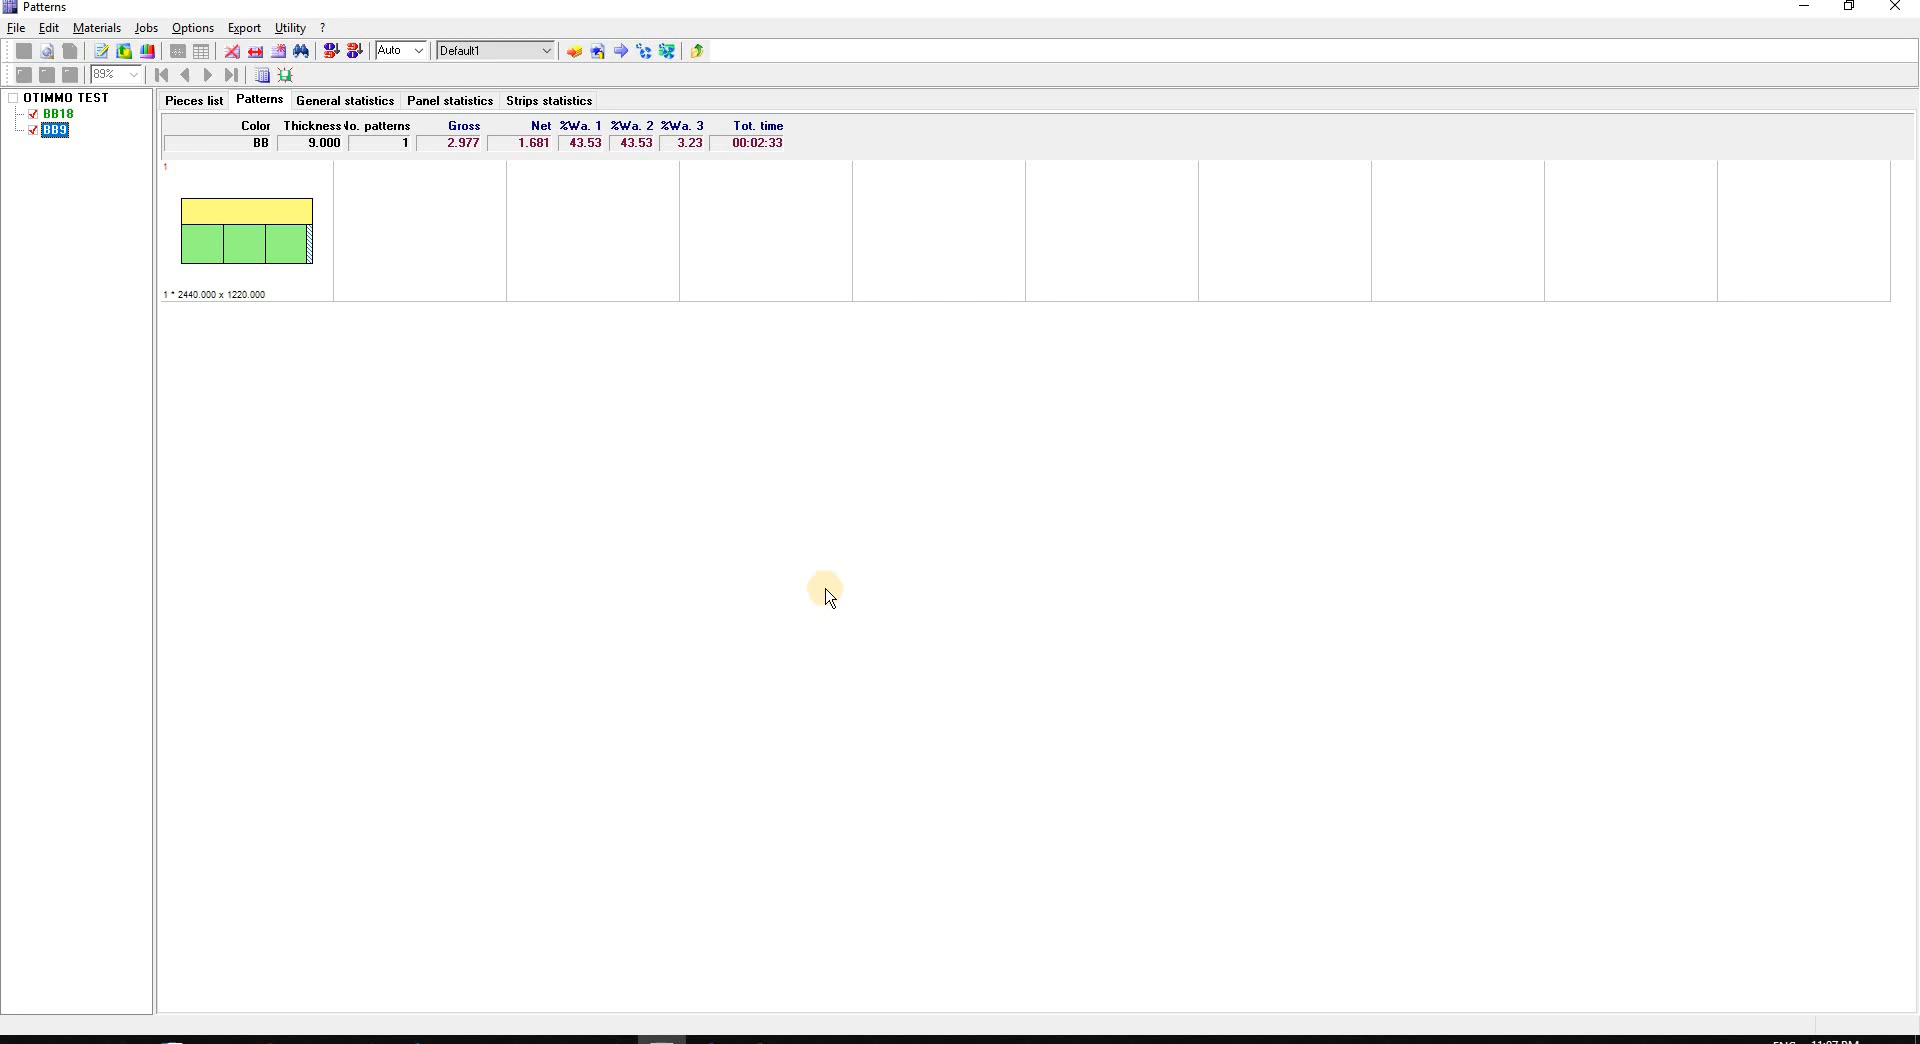 Patterns
File Edit Materials Jobs Options Export Utility ?
Auto Default1
89%
OTIMMO TEST
BB18
BB9
Pieces list Patterns General statistics Panel statistics Strips statistics
Color Thickness No. patterns Gross Net %Wa. 1 %Wa. 2 %Wa. 3 Tot. time
BB 9.000 1 2.977 1.681 43.53 43.53 3.23 00:02:33
1
1 * 2440.000 x 1220.000